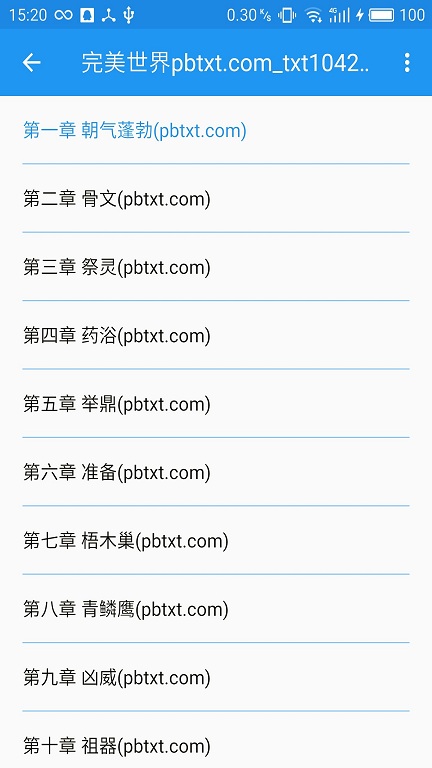 15:20 0.30 K/s 4G 100
完美世界pbtxt.com_txt1042..
第一章 朝气蓬勃(pbtxt.com)
第二章 骨文(pbtxt.com)
第三章 祭灵(pbtxt.com)
第四章 药浴(pbtxt.com)
第五章 举鼎(pbtxt.com)
第六章 准备(pbtxt.com)
第七章 梧木巢(pbtxt.com)
第八章 青鳞鹰(pbtxt.com)
第九章 凶威(pbtxt.com)
第十章 祖器(pbtxt.com)